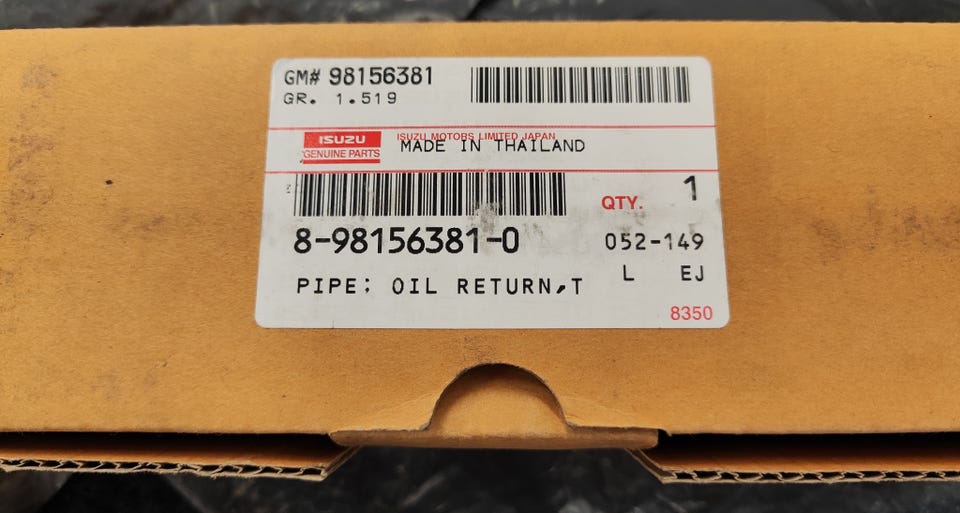 GM# 98156381
GR. 1.519
ISUZU
GENUINE PARTS
ISUZU MOTORS LIMITED JAPAN
MADE IN THAILAND
QTY. 1
8-98156381-0
052-149
PIPE; OIL RETURN,T
L EJ
8350